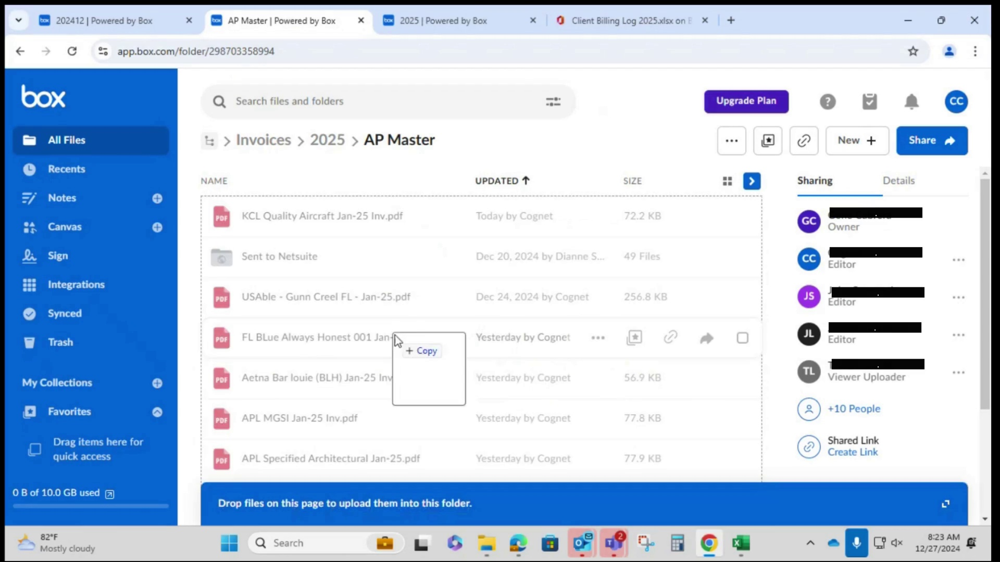 202412 | Powered by Box
AP Master | Powered by Box
2025 | Powered by Box
Client Billing Log 2025.xlsx on
app.box.com/folder/298703358994
box
Search files and folders
Upgrade Plan
CC
All Files
Invoices > 2025 > AP Master
New +
Share
Recents
Notes
Canvas
Sign
Integrations
Synced
Trash
My Collections
Favorites
Drag items here for
quick access
0 B of 10.0 GB used
NAME
UPDATED
SIZE
PDF
KCL Quality Aircraft Jan-25 Inv.pdf
Today by Cognet
72.2 KB
Sent to Netsuite
Dec 20, 2024 by Dianne S...
49 Files
PDF
USAble - Gunn Creel FL - Jan-25.pdf
Dec 24, 2024 by Cognet
256.8 KB
PDF
FL BLue Always Honest 001 Jan-
Yesterday by Cognet
+ Copy
PDF
Aetna Bar louie (BLH) Jan-25 Inv
Yesterday by Cognet
56.9 KB
PDF
APL MGSI Jan-25 Inv.pdf
Yesterday by Cognet
77.8 KB
PDF
APL Specified Architectural Jan-25.pdf
Yesterday by Cognet
77.9 KB
Drop files on this page to upload them into this folder.
Sharing
Details
GC
Owner
CC
Editor
JS
Editor
JL
Editor
TL
Viewer Uploader
+10 People
Shared Link
Create Link
82°F
Mostly cloudy
Search
2
8:23 AM
12/27/2024